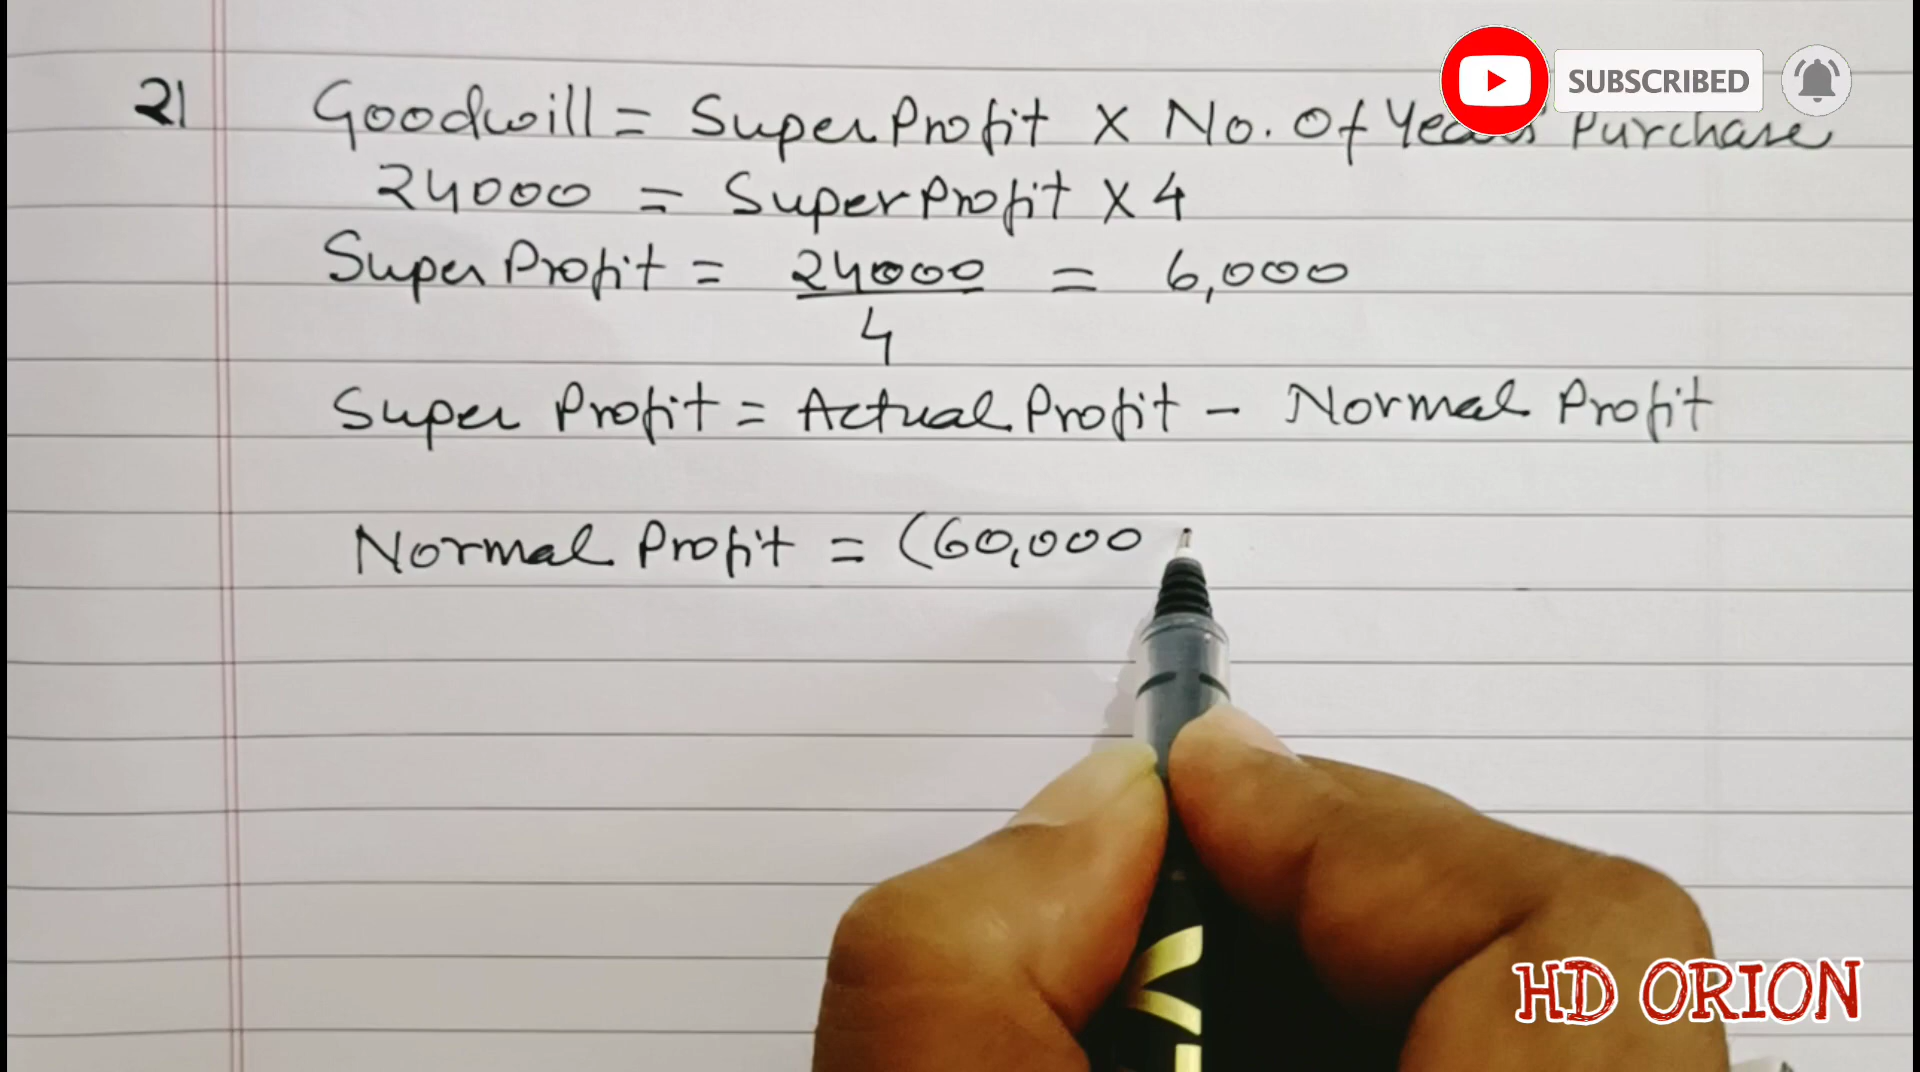 SUBSCRIBED
21 Goodwill = Super Profit X No. Of Years' Purchase
24000 = Super Profit X 4
Super Profit = 24000 = 6,000
4
Super Profit = Actual Profit - Normal Profit
Normal Profit = (60,000
HD ORION